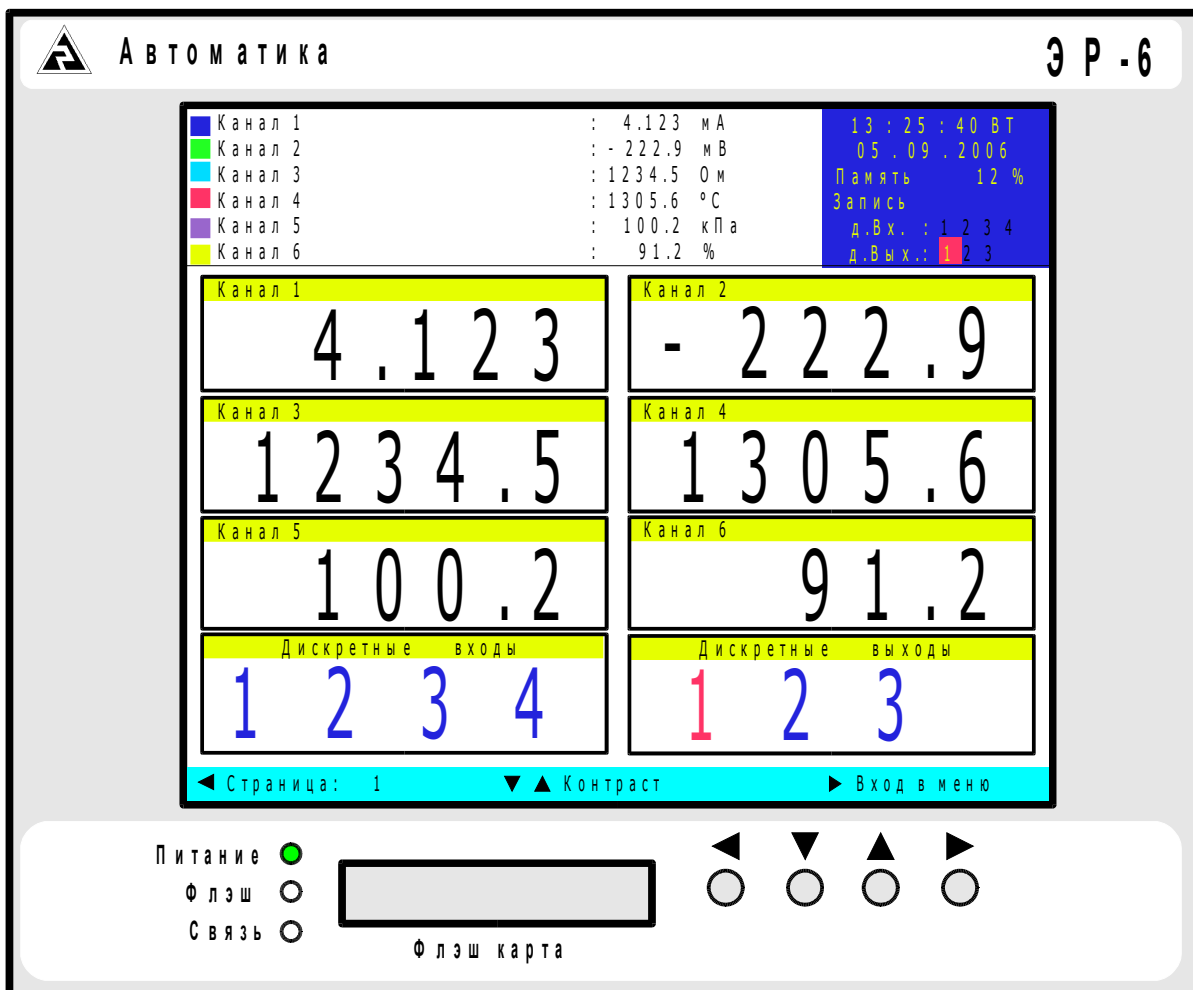 Автоматика
ЭР-6
Канал 1 : 4.123 мА
Канал 2 : -222.9 мВ
Канал 3 : 1234.5 Ом
Канал 4 : 1305.6 °C
Канал 5 : 100.2 кПа
Канал 6 : 91.2 %
13:25:40 ВТ
05.09.2006
Память 12 %
Запись
д.Вх. : 1 2 3 4
д.Вых.: 1 2 3
Канал 1
4.123
Канал 2
-222.9
Канал 3
1234.5
Канал 4
1305.6
Канал 5
100.2
Канал 6
91.2
Дискретные входы
1 2 3 4
Дискретные выходы
1 2 3
◄ Страница: 1 ▼ ▲ Контраст ► Вход в меню
Питание
Флэш
Связь
Флэш карта
◄ ▼ ▲ ►